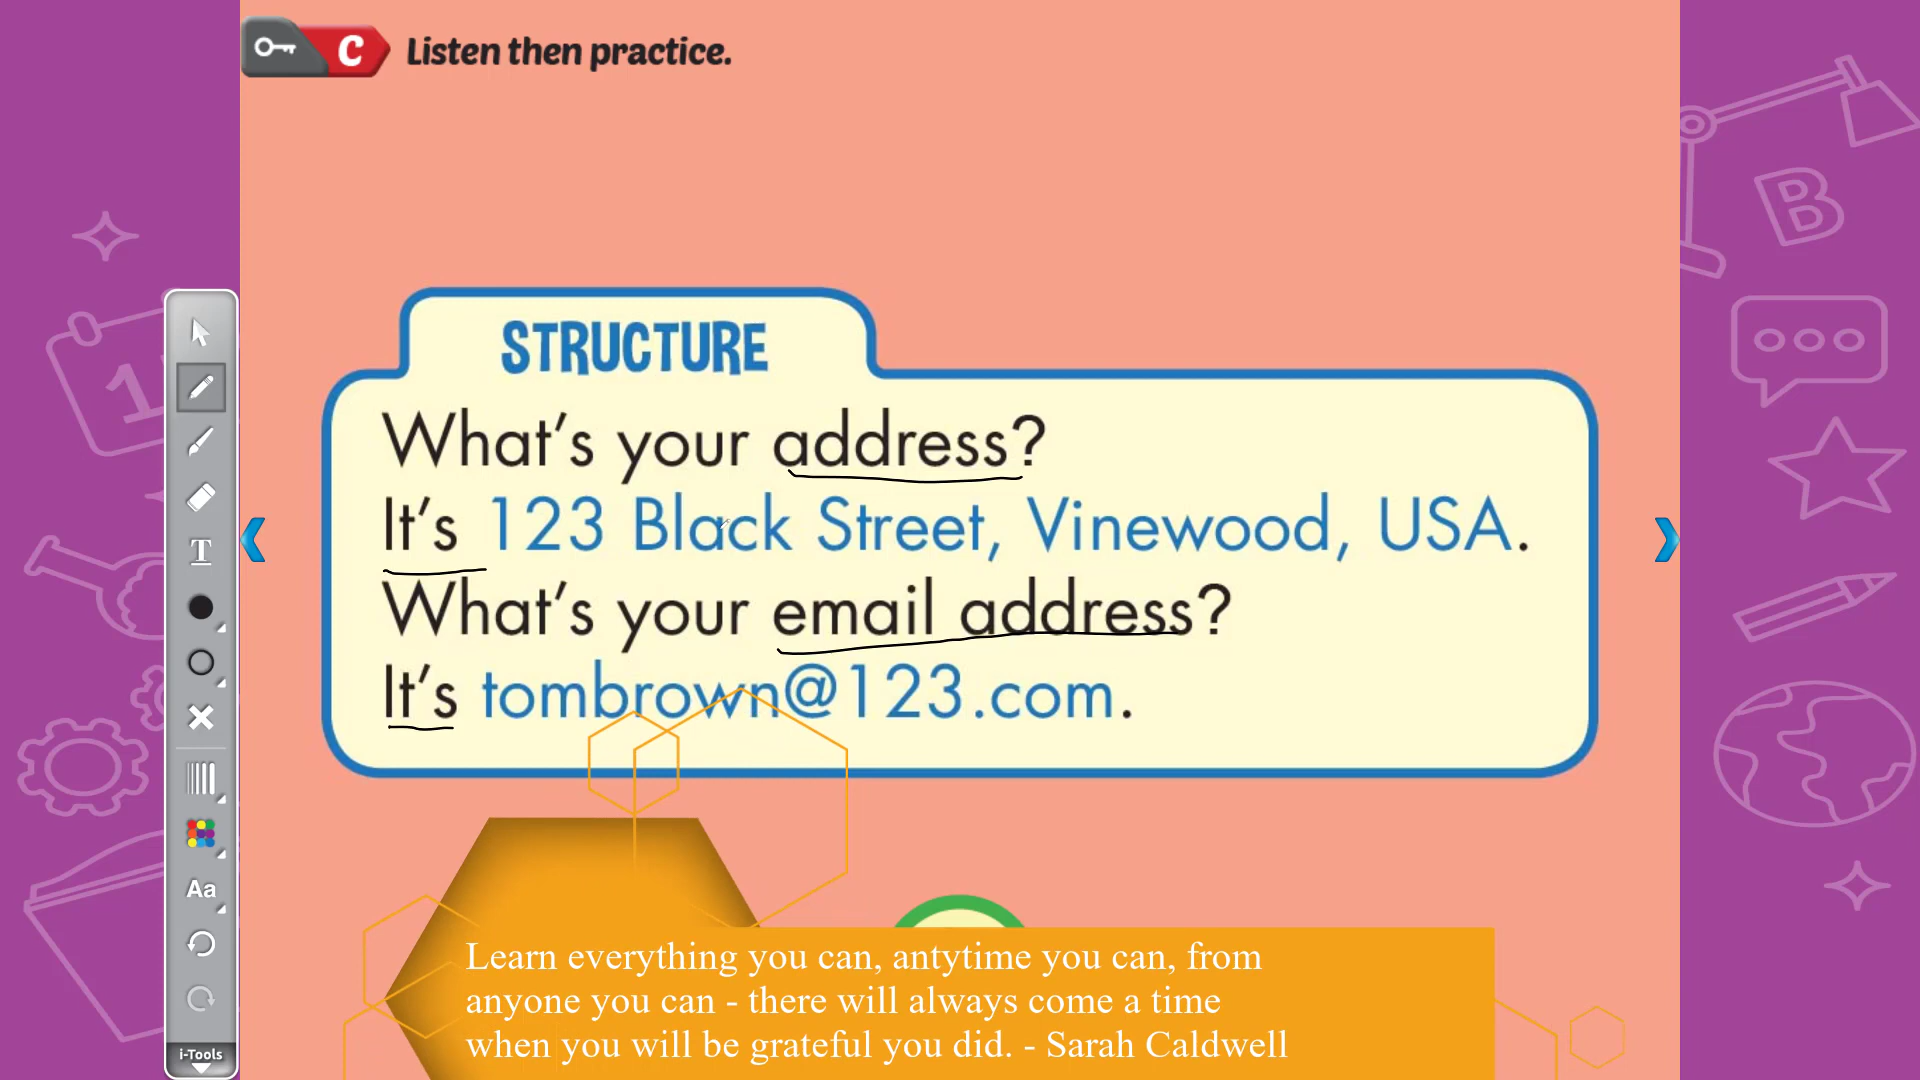 C Listen then practice.
STRUCTURE
What's your address?
It's 123 Black Street, Vinewood, USA.
What's your email address?
It's tombrown@123.com.
T
Aa
i-Tools
1
B
Learn everything you can, antytime you can, from
anyone you can - there will always come a time
when you will be grateful you did. - Sarah Caldwell